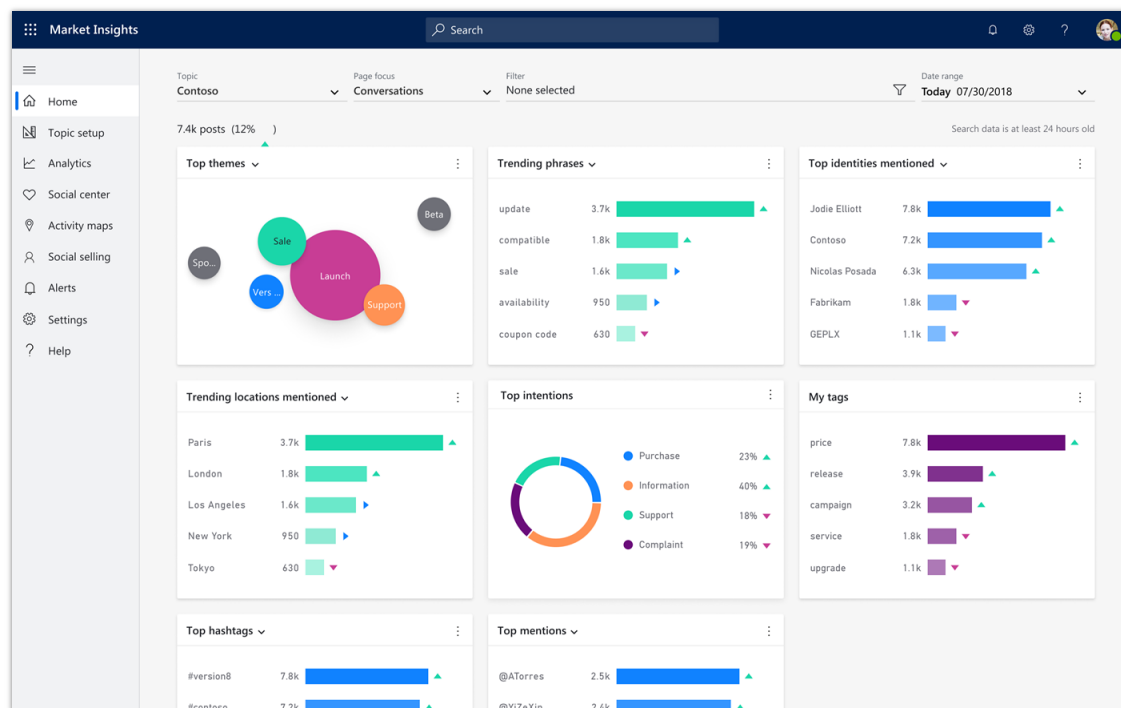 Market Insights
Search
?
Home
Topic setup
Analytics
Social center
Activity maps
Social selling
Alerts
Settings
? Help
Topic
Contoso
Page focus
Conversations
Filter
None selected
Date range
Today 07/30/2018
7.4k posts (12% )
Search data is at least 24 hours old
Top themes
Beta
Sale
Spo...
Launch
Vers ...
Support
Trending phrases
update 3.7k
compatible 1.8k
sale 1.6k
availability 950
coupon code 630
Top identities mentioned
Jodie Elliott 7.8k
Contoso 7.2k
Nicolas Posada 6.3k
Fabrikam 1.8k
GEPLX 1.1k
Trending locations mentioned
Paris 3.7k
London 1.8k
Los Angeles 1.6k
New York 950
Tokyo 630
Top intentions
Purchase 23%
Information 40%
Support 18%
Complaint 19%
My tags
price 7.8k
release 3.9k
campaign 3.2k
service 1.8k
upgrade 1.1k
Top hashtags
#version8 7.8k
#contoso 7.2k
Top mentions
@ATorres 2.5k
@YiZeXin 2.4k